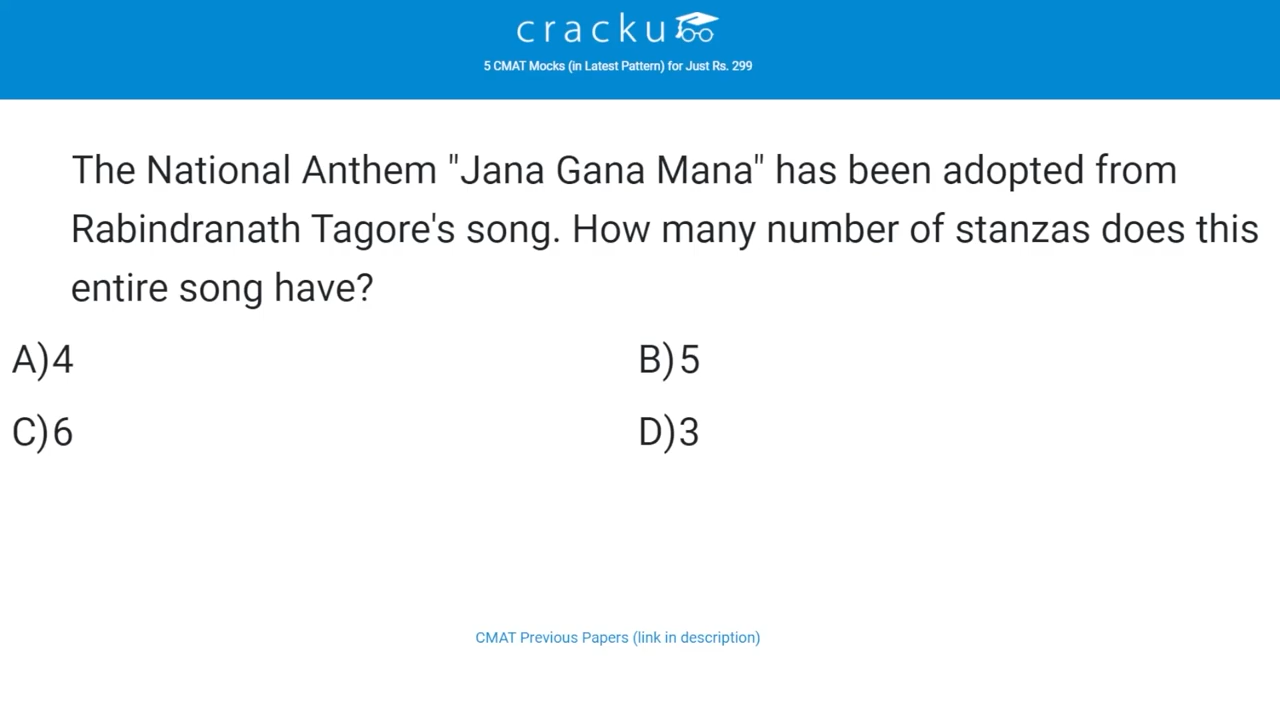 cracku
5 CMAT Mocks (in Latest Pattern) for Just Rs. 299
The National Anthem "Jana Gana Mana" has been adopted from
Rabindranath Tagore's song. How many number of stanzas does this
entire song have?
A)4
B)5
C)6
D)3
CMAT Previous Papers (link in description)